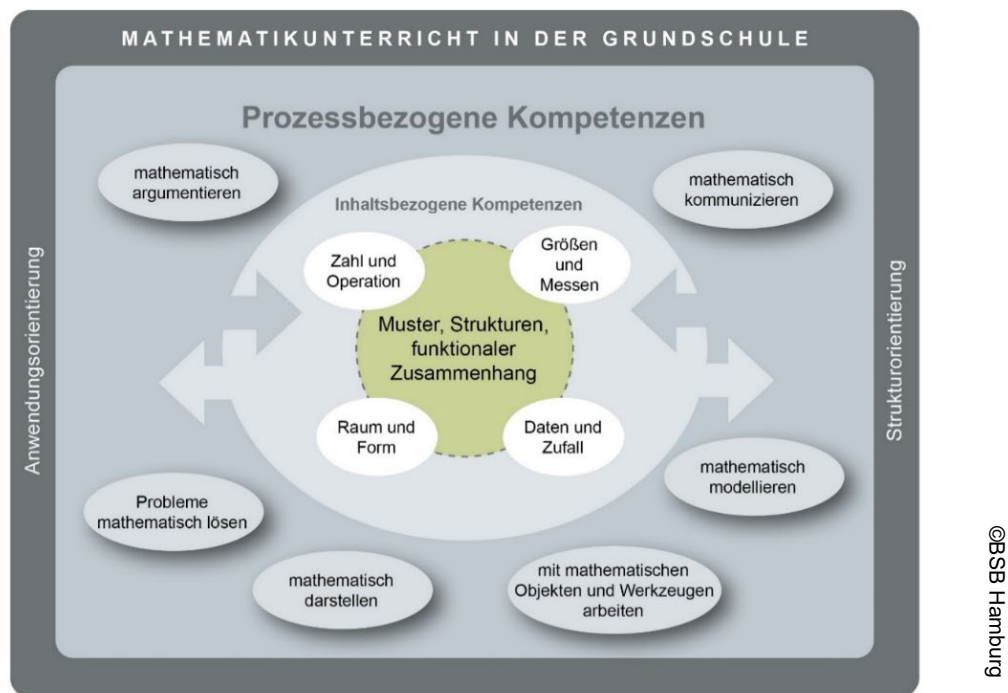 MATHEMATIKUNTERRICHT IN DER GRUNDSCHULE
Prozessbezogene Kompetenzen
mathematisch
argumentieren
mathematisch
kommunizieren
Inhaltsbezogene Kompetenzen
Zahl und
Operation
Größen
und
Messen
Muster, Strukturen,
funktionaler
Zusammenhang
Raum und
Form
Daten und
Zufall
Anwendungsorientierung
Strukturorientierung
Probleme
mathematisch lösen
mathematisch
modellieren
mathematisch
darstellen
mit mathematischen
Objekten und Werkzeugen
arbeiten
©BSB Hamburg